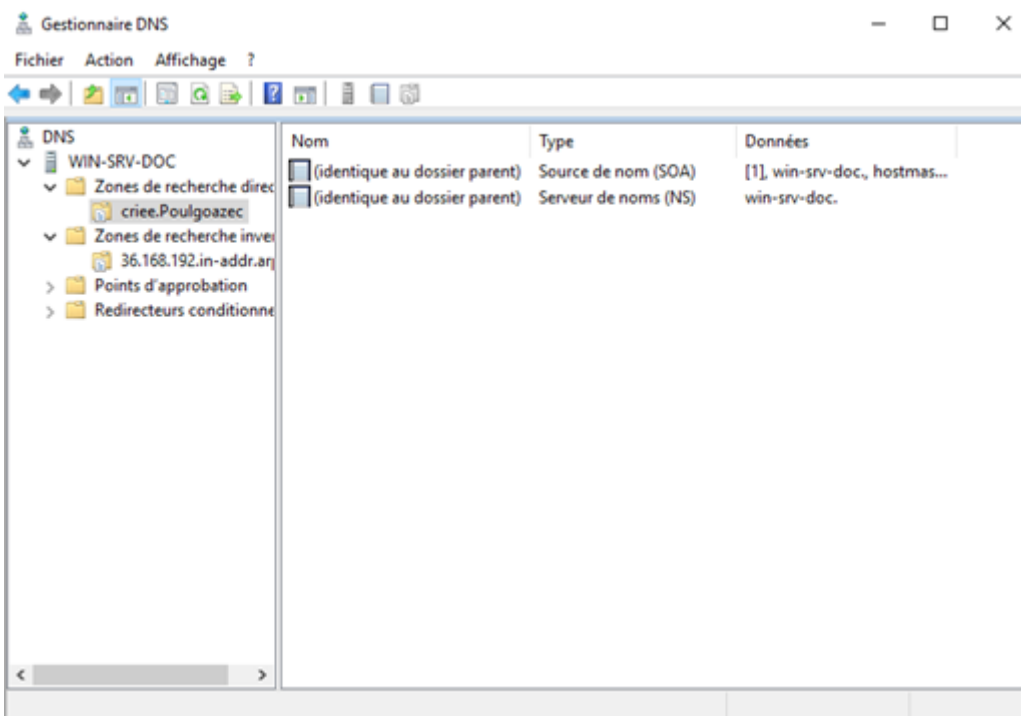 Gestionnaire DNS
Fichier Action Affichage ?
DNS
WIN-SRV-DOC
Zones de recherche direc
criee.Poulgoazec
Zones de recherche inver
36.168.192.in-addr.arp
Points d'approbation
Redirecteurs conditionne
Nom Type Données
(identique au dossier parent) Source de nom (SOA) [1], win-srv-doc., hostmas...
(identique au dossier parent) Serveur de noms (NS) win-srv-doc.